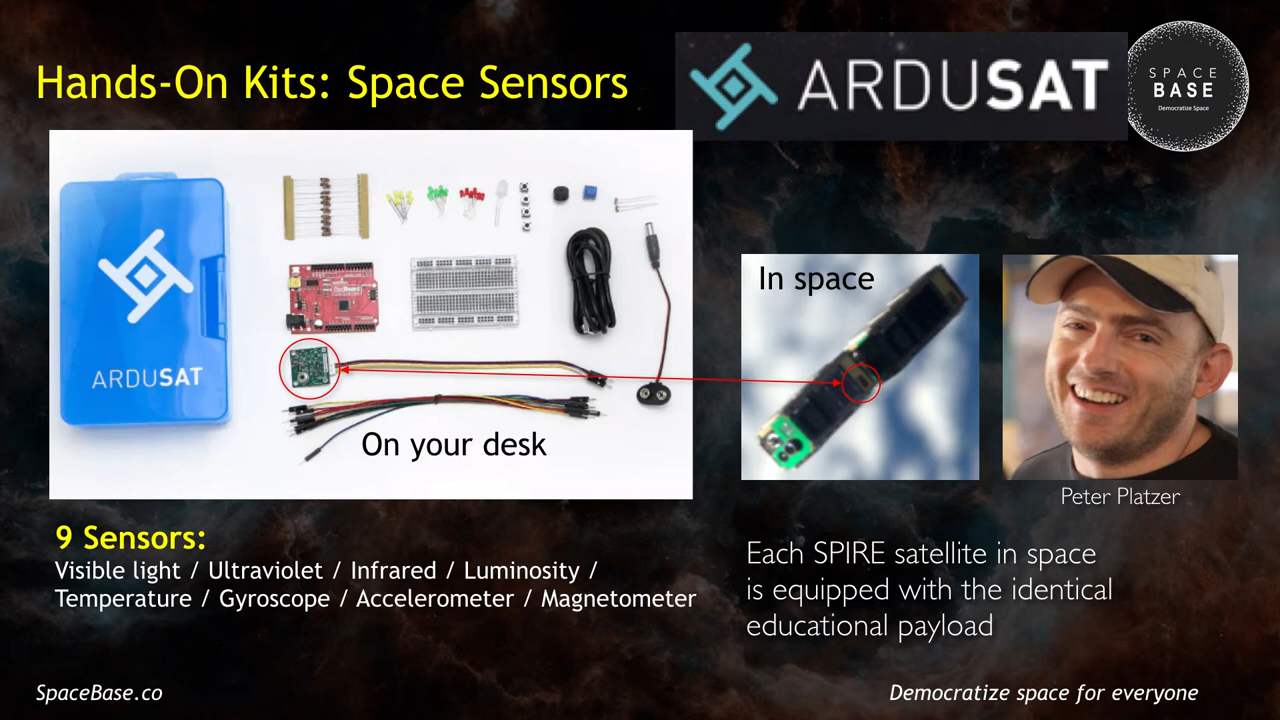 Hands-On Kits: Space Sensors
ARDUSAT
SPACE
BASE
Democratize Space
ARDUSAT
On your desk
In space
Peter Platzer
9 Sensors:
Visible light / Ultraviolet / Infrared / Luminosity /
Temperature / Gyroscope / Accelerometer / Magnetometer
Each SPIRE satellite in space
is equipped with the identical
educational payload
SpaceBase.co
Democratize space for everyone